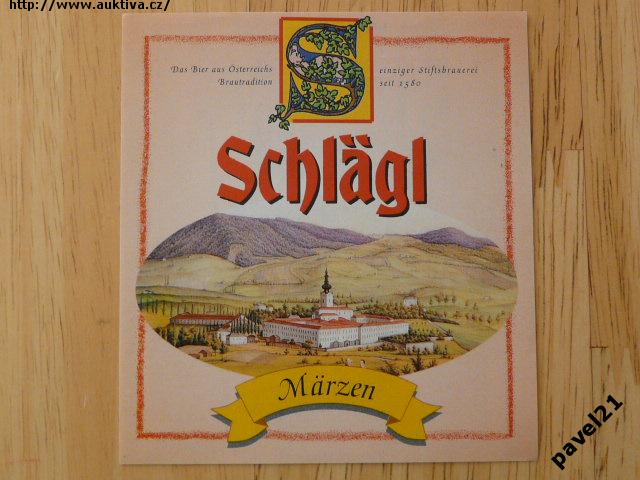 http://www.auktiva.cz/
S
Das Bier aus Österreichs einziger Stiftsbrauerei
Brautradition seit 1580
Schlägl
Märzen
pavel21